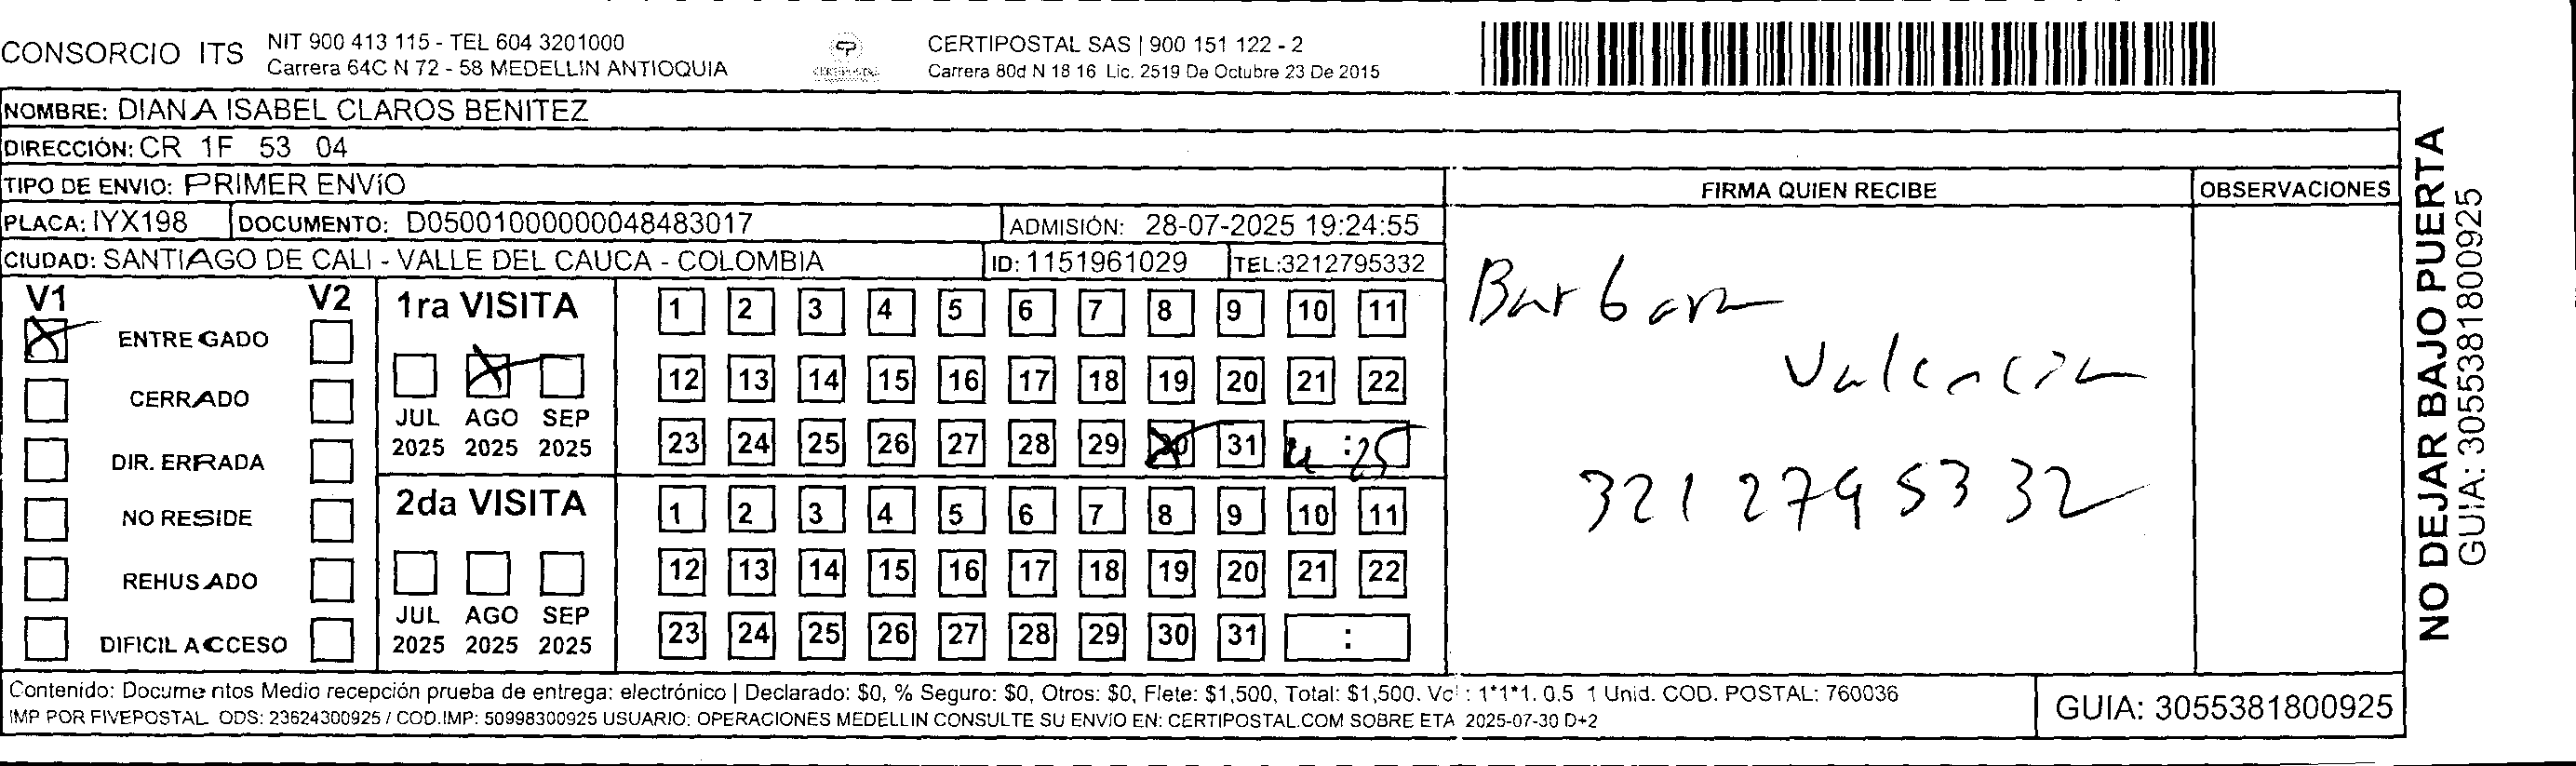 CONSORCIO ITS
NIT 900 413 115 - TEL 604 3201000
Carrera 64C N 72 - 58 MEDELLIN ANTIOQUIA
CERTIPOSTAL SAS | 900 151 122 - 2
Carrera 80d N 18 16 Lic. 2519 De Octubre 23 De 2015
NOMBRE: DIANA ISABEL CLAROS BENITEZ
DIRECCIÓN: CR 1F 53 04
TIPO DE ENVIO: PRIMER ENVíO
PLACA: IYX198 DOCUMENTO: D05001000000048483017 ADMISIÓN: 28-07-2025 19:24:55
CIUDAD: SANTIAGO DE CALI - VALLE DEL CAUCA - COLOMBIA ID: 1151961029 TEL:3212795332
V1 V2
ENTREGADO
CERRADO
DIR. ERRADA
NO RESIDE
REHUSADO
DIFICIL ACCESO
1ra VISITA
JUL AGO SEP
2025 2025 2025
1 2 3 4 5 6 7 8 9 10 11
12 13 14 15 16 17 18 19 20 21 22
23 24 25 26 27 28 29 30 31 :25
2da VISITA
JUL AGO SEP
2025 2025 2025
1 2 3 4 5 6 7 8 9 10 11
12 13 14 15 16 17 18 19 20 21 22
23 24 25 26 27 28 29 30 31 :
FIRMA QUIEN RECIBE
Barbara
Valencia
3212795332
OBSERVACIONES
NO DEJAR BAJO PUERTA
GUIA: 3055381800925
Contenido: Documentos Medio recepción prueba de entrega: electrónico | Declarado: $0, % Seguro: $0, Otros: $0, Flete: $1,500, Total: $1,500. Vol : 1*1*1. 0.5 1 Unid. COD. POSTAL: 760036
IMP POR FIVEPOSTAL ODS: 23624300925 / COD.IMP: 50998300925 USUARIO: OPERACIONES MEDELLIN CONSULTE SU ENVIO EN: CERTIPOSTAL.COM SOBRE ETA 2025-07-30 D+2
GUIA: 3055381800925